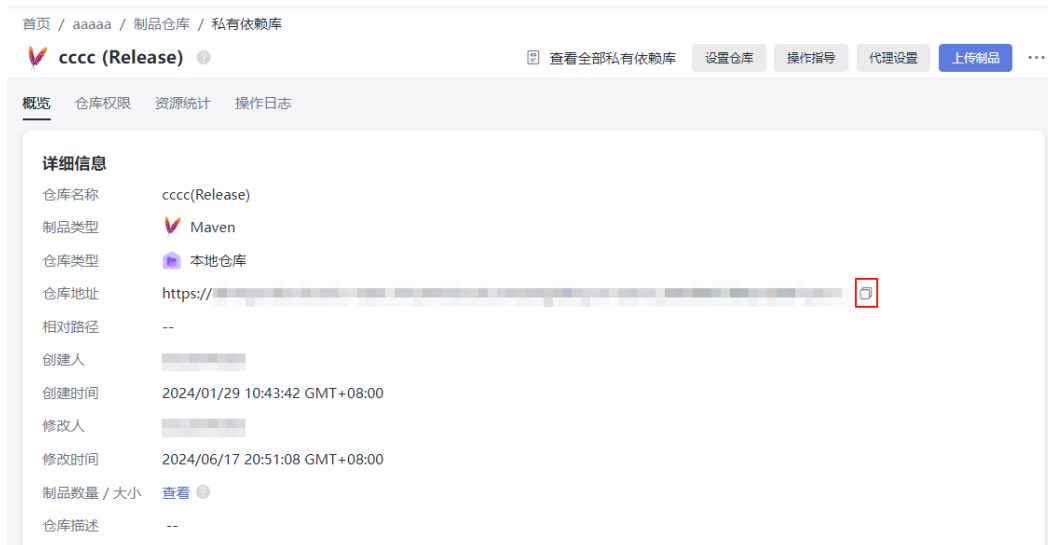 首页 / aaaaa / 制品仓库 / 私有依赖库
cccc (Release) ? 查看全部私有依赖库 设置仓库 操作指导 代理设置 上传制品 ...
概览 仓库权限 资源统计 操作日志
详细信息
仓库名称 cccc(Release)
制品类型 Maven
仓库类型 本地仓库
仓库地址 https://
相对路径 --
创建人
创建时间 2024/01/29 10:43:42 GMT+08:00
修改人
修改时间 2024/06/17 20:51:08 GMT+08:00
制品数量 / 大小 查看 ?
仓库描述 --